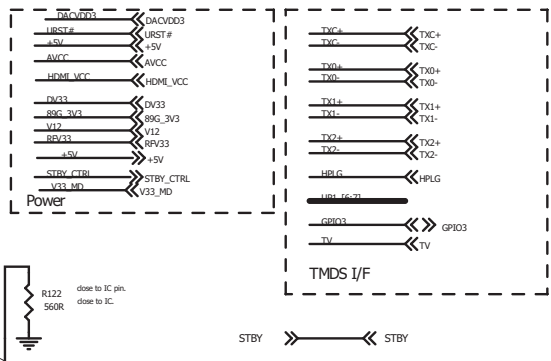 DACVDD3 DACVDD3
URST# URST#
+5V +5V
AVCC AVCC
HDMI_VCC HDMI_VCC
DV33 DV33
89G_3V3 89G_3V3
V12 V12
RFV33 RFV33
+5V +5V
STBY_CTRL STBY_CTRL
V33_MD V33_MD
Power
TXC+ TXC+
TXC- TXC-
TX0+ TX0+
TX0- TX0-
TX1+ TX1+
TX1- TX1-
TX2+ TX2+
TX2- TX2-
HPLG HPLG
GPIO3 GPIO3
TV TV
TMDS I/F
R122
560R
close to IC pin.
close to IC.
STBY STBY